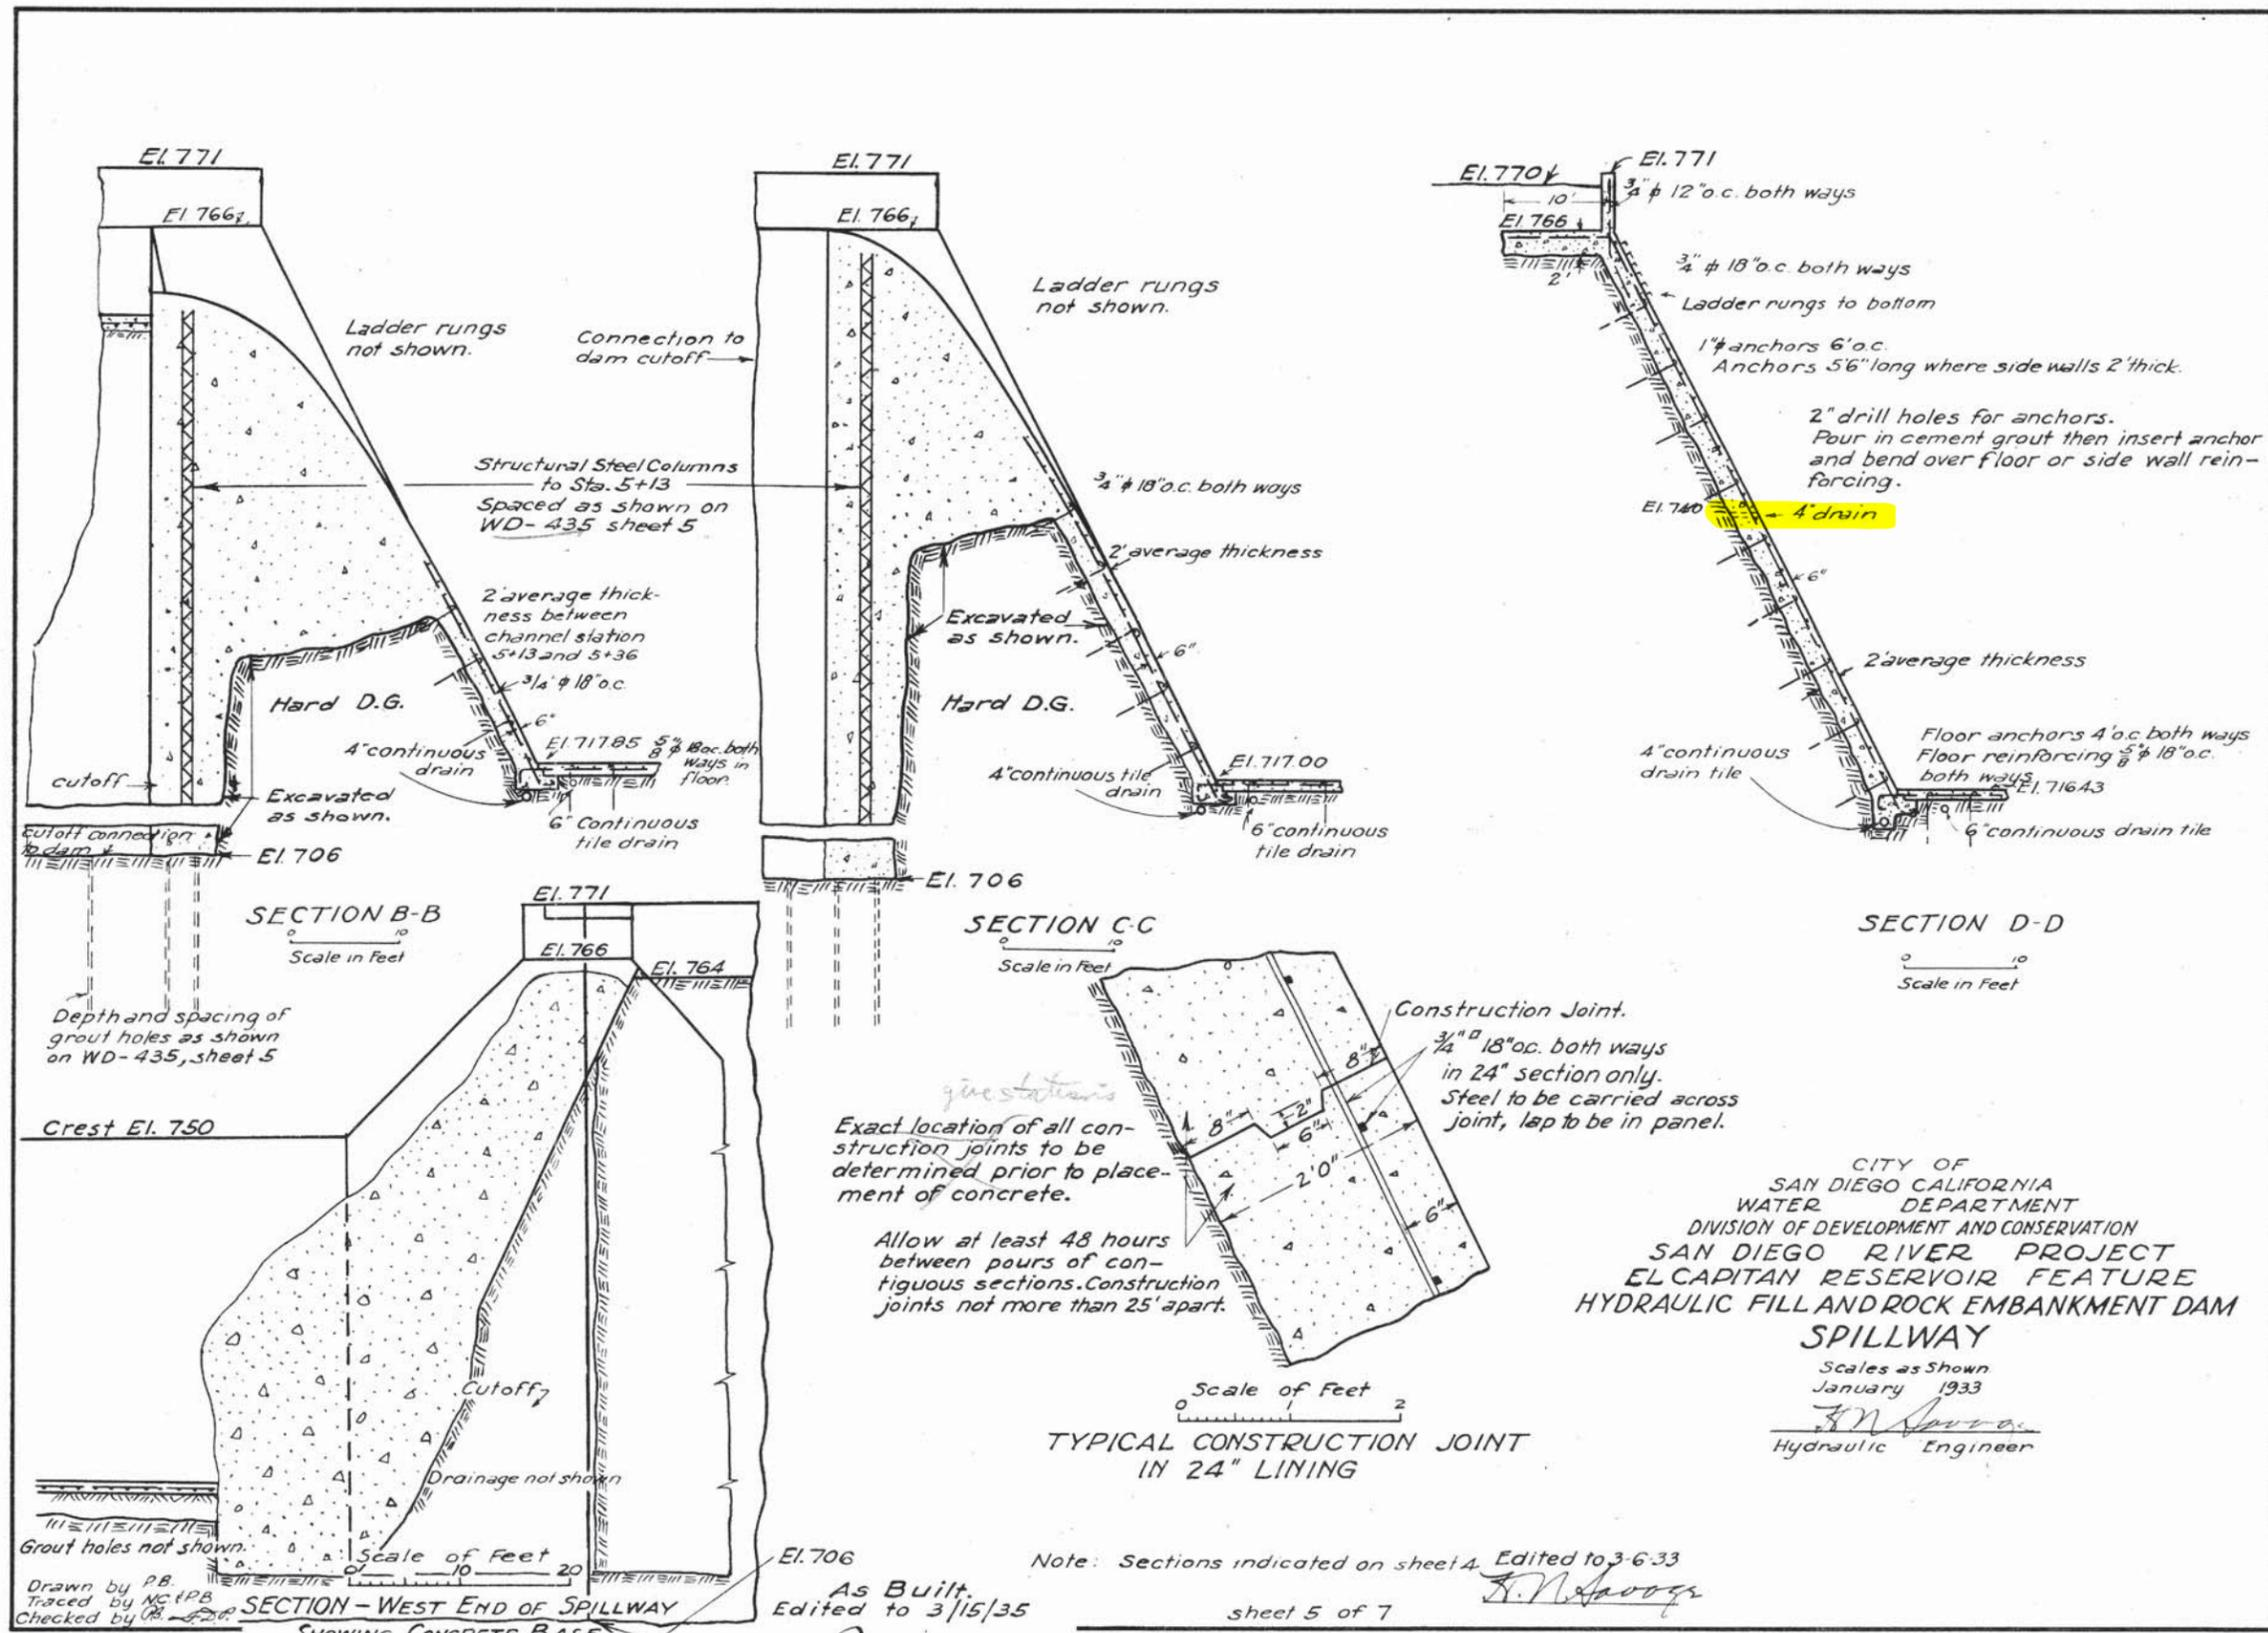 El. 771
El 766
Ladder rungs
not shown.
Structural Steel Columns
to Sta. 5+13
Spaced as shown on
WD-435 sheet 5
2' average thick-
ness between
channel station
5+13 and 5+36
3/4" ϕ 18" o.c.
6"
Hard D.G.
4" continuous
drain
El. 717.85
5/8" ϕ 18 o.c. both
ways in
floor.
cutoff
Excavated
as shown.
6" Continuous
tile drain
cutoff connection
to dam
El. 706
SECTION B-B
0 10
Scale in Feet
Depth and spacing of
grout holes as shown
on WD-435, sheet 5
El. 771
El. 766
Connection to
dam cutoff
Ladder rungs
not shown.
3/4" ϕ 18" o.c. both ways
2' average thickness
Excavated
as shown.
6"
Hard D.G.
4" continuous tile
drain
El. 717.00
6" continuous
tile drain
El. 706
SECTION C-C
0 10
Scale in Feet
El. 770
El. 771
3/4" ϕ 12" o.c. both ways
10'
El. 766
3/4" ϕ 18" o.c. both ways
2'
Ladder rungs to bottom
1" ϕ anchors 6' o.c.
Anchors 5'6" long where side walls 2' thick.
2" drill holes for anchors.
Pour in cement grout then insert anchor
and bend over floor or side wall rein-
forcing.
El. 740
4" drain
6"
2' average thickness
4" continuous
drain tile
Floor anchors 4' o.c. both ways
Floor reinforcing 5/8" ϕ 18" o.c.
both ways
El. 716.43
6" continuous drain tile
SECTION D-D
0 10
Scale in Feet
El. 771
El. 766
El. 764
Crest El. 750
Cutoff
Drainage not shown
Grout holes not shown.
Scale of Feet
0 10 20
El. 706
SECTION - WEST END OF SPILLWAY
SHOWING CONCRETE BASE
Drawn by P.B.
Traced by NC & PB
Checked by
give stations
Exact location of all con-
struction joints to be
determined prior to place-
ment of concrete.
Allow at least 48 hours
between pours of con-
tiguous sections. Construction
joints not more than 25' apart.
Construction Joint.
3/4" □ 18" o.c. both ways
in 24" section only.
Steel to be carried across
joint, lap to be in panel.
8"
8"
2"
6"
2'0"
6"
Scale of Feet
0 1 2
TYPICAL CONSTRUCTION JOINT
IN 24" LINING
CITY OF
SAN DIEGO CALIFORNIA
WATER DEPARTMENT
DIVISION OF DEVELOPMENT AND CONSERVATION
SAN DIEGO RIVER PROJECT
EL CAPITAN RESERVOIR FEATURE
HYDRAULIC FILL AND ROCK EMBANKMENT DAM
SPILLWAY
Scales as Shown
January 1933
H N Savage
Hydraulic Engineer
Note: Sections indicated on sheet 4
Edited to 3-6-33
H. N. Savage
As Built.
Edited to 3/15/35
sheet 5 of 7